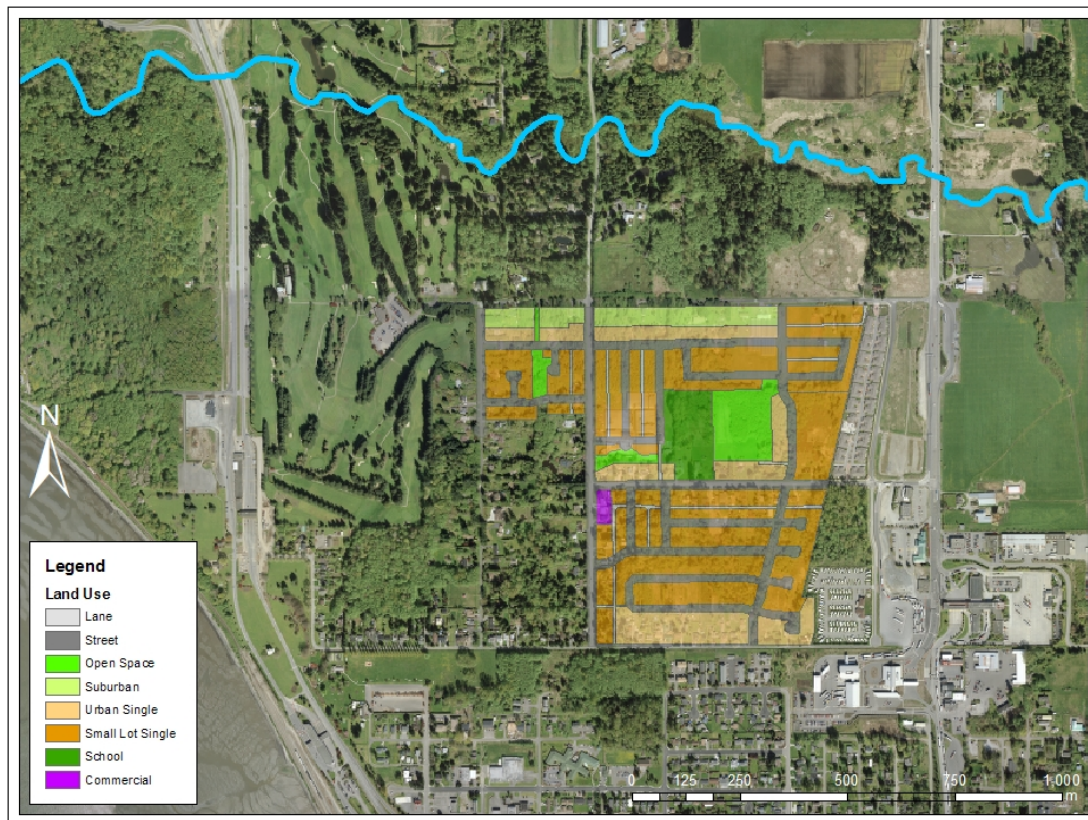 N
Legend
Land Use
Lane
Street
Open Space
Suburban
Urban Single
Small Lot Single
School
Commercial
0 125 250 500 750 1,000
m